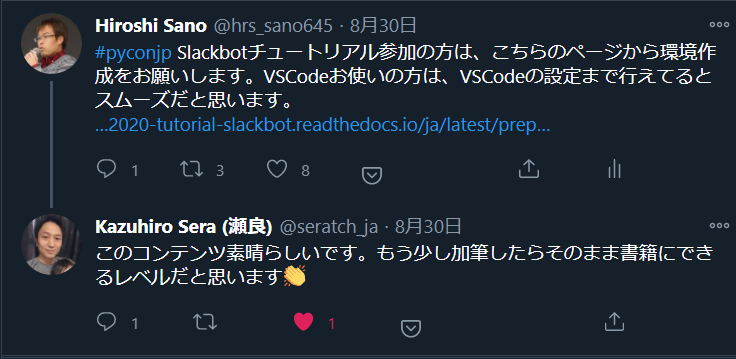 Hiroshi Sano @hrs_sano645 · 8月30日
#pyconjp Slackbotチュートリアル参加の方は、こちらのページから環境作
成をお願いします。VSCodeお使いの方は、VSCodeの設定まで行えてると
スムーズだと思います。
...2020-tutorial-slackbot.readthedocs.io/ja/latest/prep...
1 3 8
Kazuhiro Sera (瀬良) @seratch_ja · 8月30日
このコンテンツ素晴らしいです。もう少し加筆したらそのまま書籍にでき
るレベルだと思います👏
1 1